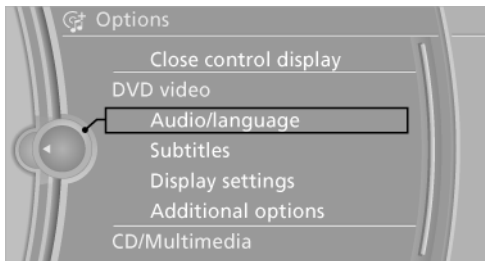 Options
Close control display
DVD video
Audio/language
Subtitles
Display settings
Additional options
CD/Multimedia